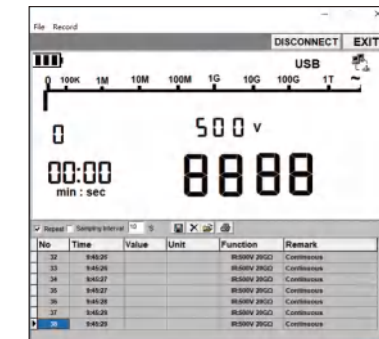 File Record
DISCONNECT EXIT
USB
0 100K 1M 10M 100M 1G 10G 100G 1T ~
0 500 v
00:00 8888
min : sec
Repeat Sampling Interval 10 S
No Time Value Unit Function Remark
32 9:45:26 IR:500V 20GΩ Continuous
33 9:45:26 IR:500V 20GΩ Continuous
34 9:45:27 IR:500V 20GΩ Continuous
35 9:45:27 IR:500V 20GΩ Continuous
36 9:45:28 IR:500V 20GΩ Continuous
37 9:45:29 IR:500V 20GΩ Continuous
38 9:45:29 IR:500V 20GΩ Continuous